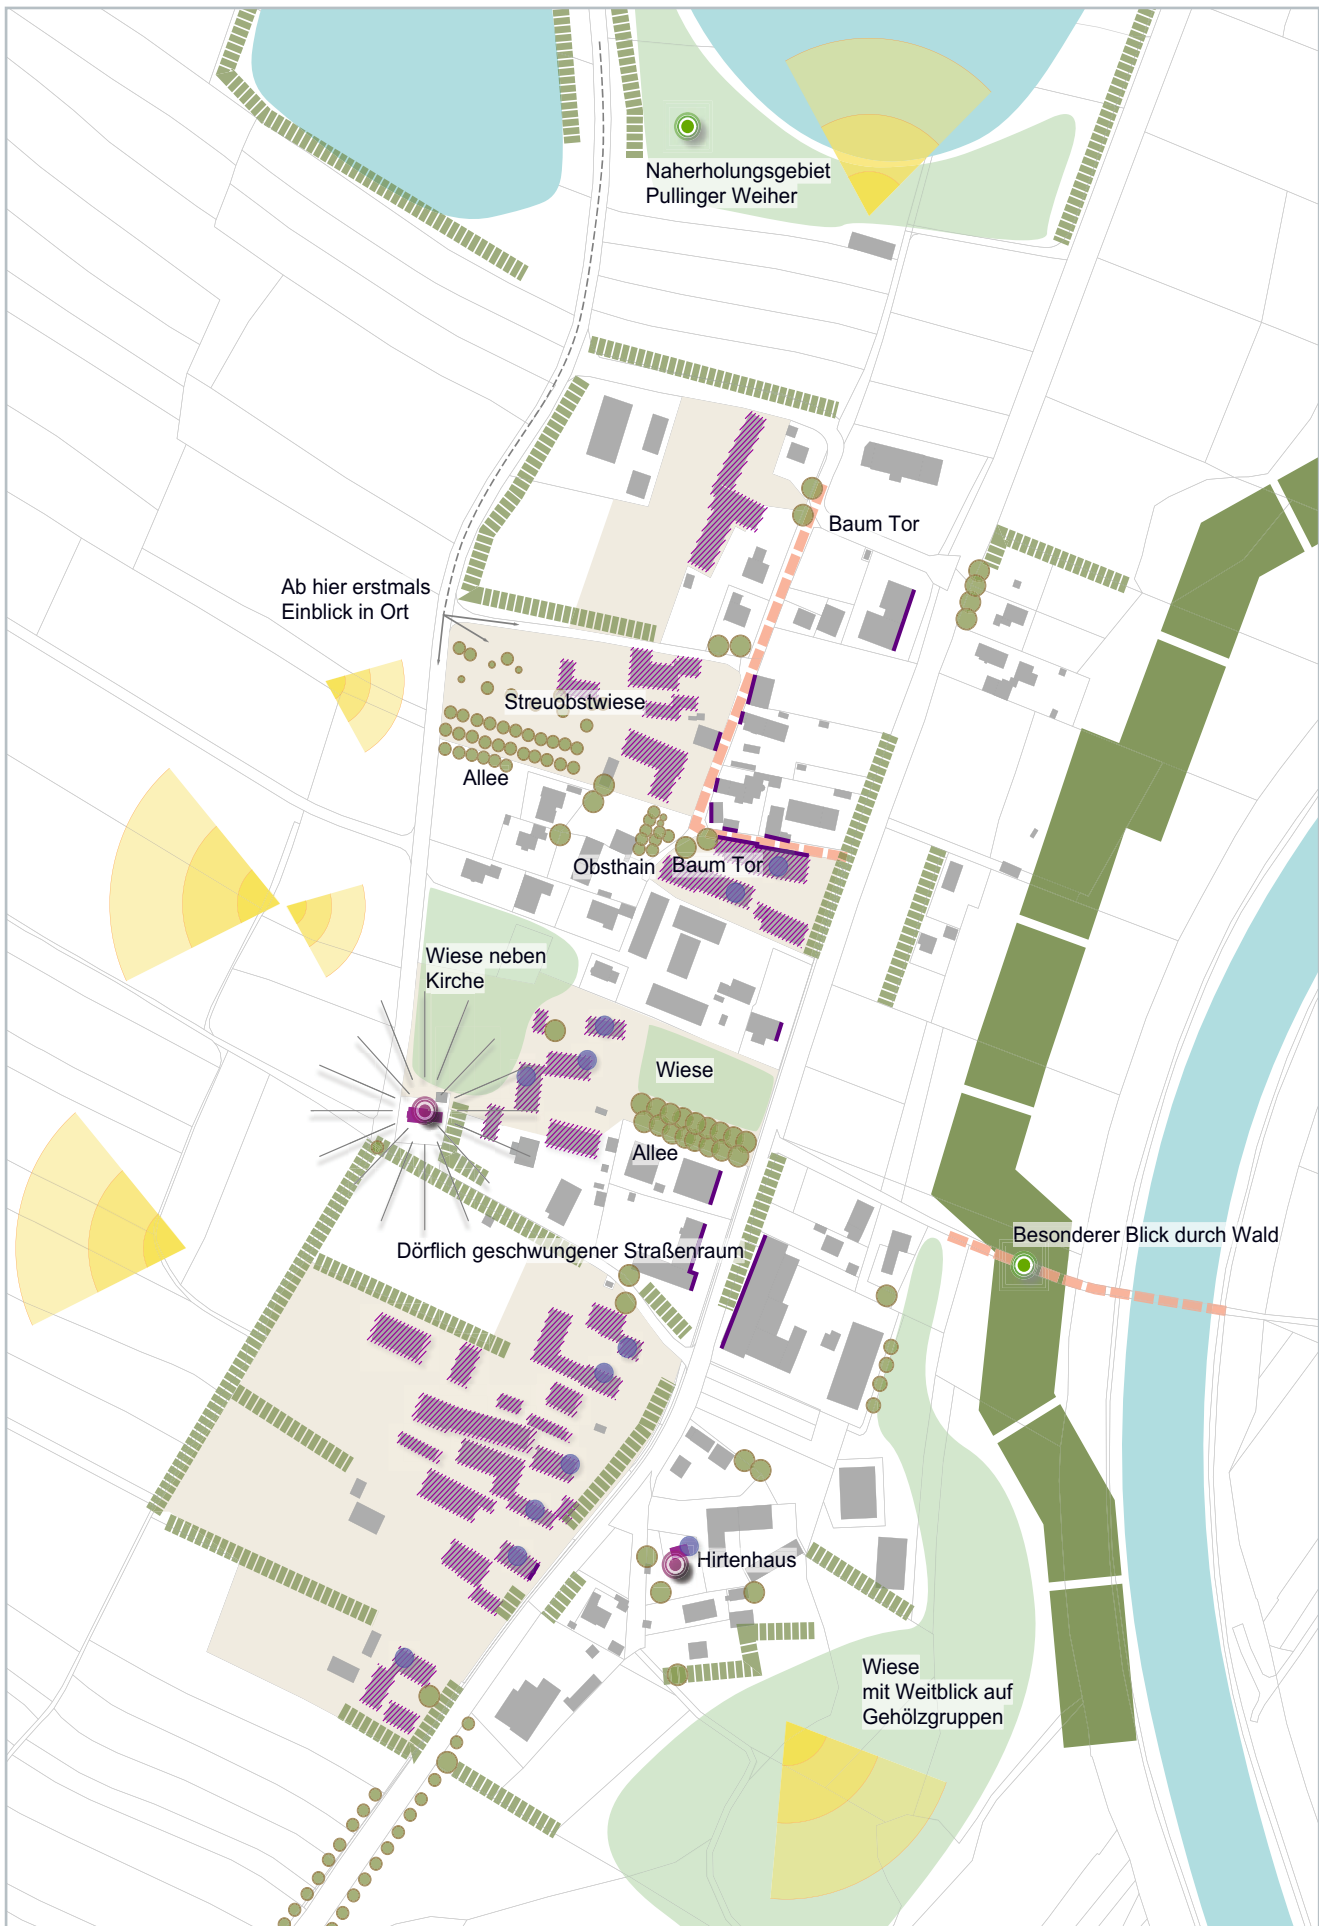 Naherholungsgebiet
Pullinger Weiher
Baum Tor
Ab hier erstmals
Einblick in Ort
Streuobstwiese
Allee
Obsthain
Baum Tor
Wiese neben
Kirche
Wiese
Allee
Dörflich geschwungener Straßenraum
Besonderer Blick durch Wald
Hirtenhaus
Wiese
mit Weitblick auf
Gehölzgruppen